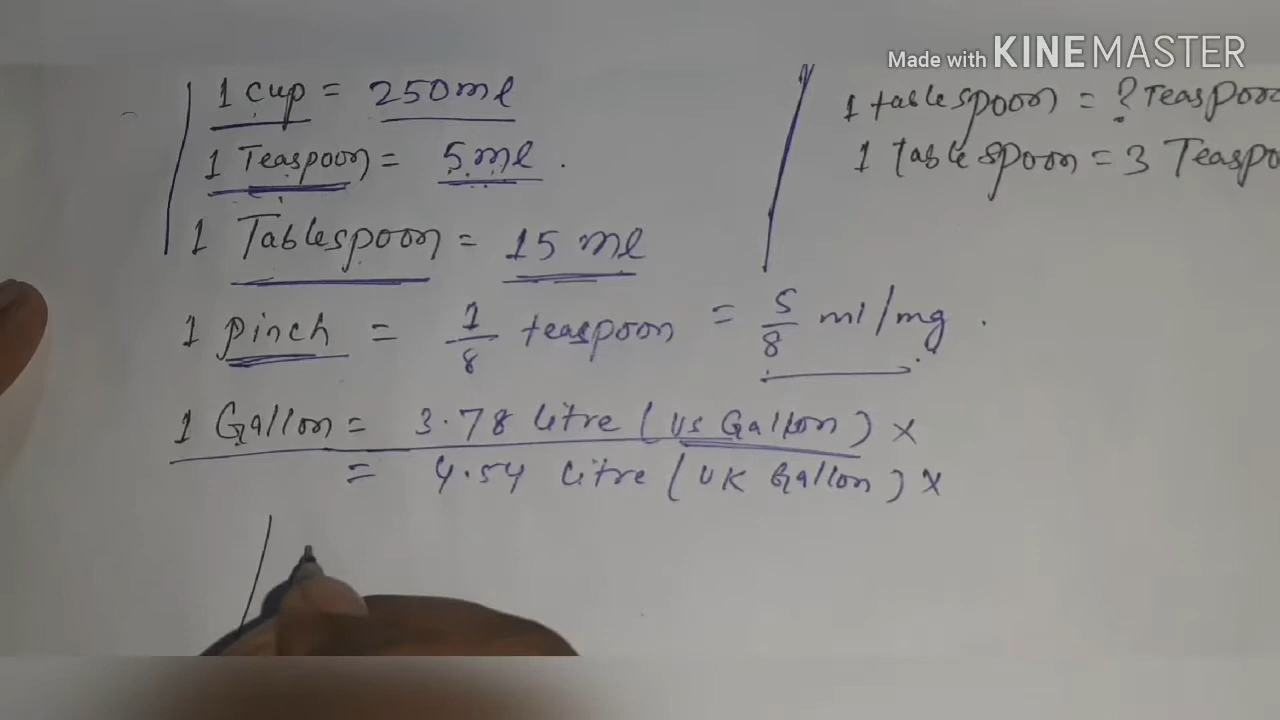 Made with KINEMASTER
1 cup = 250ml
1 Teaspoon = 5ml.
1 Tablespoon = 15 ml
1 pinch = 1/8 teaspoon = 5/8 ml/mg.
1 Gallon = 3.78 litre (US Gallon) x
= 4.54 litre (UK Gallon) x
1 tablespoon = ? Teaspoon
1 Tablespoon = 3 Teaspo